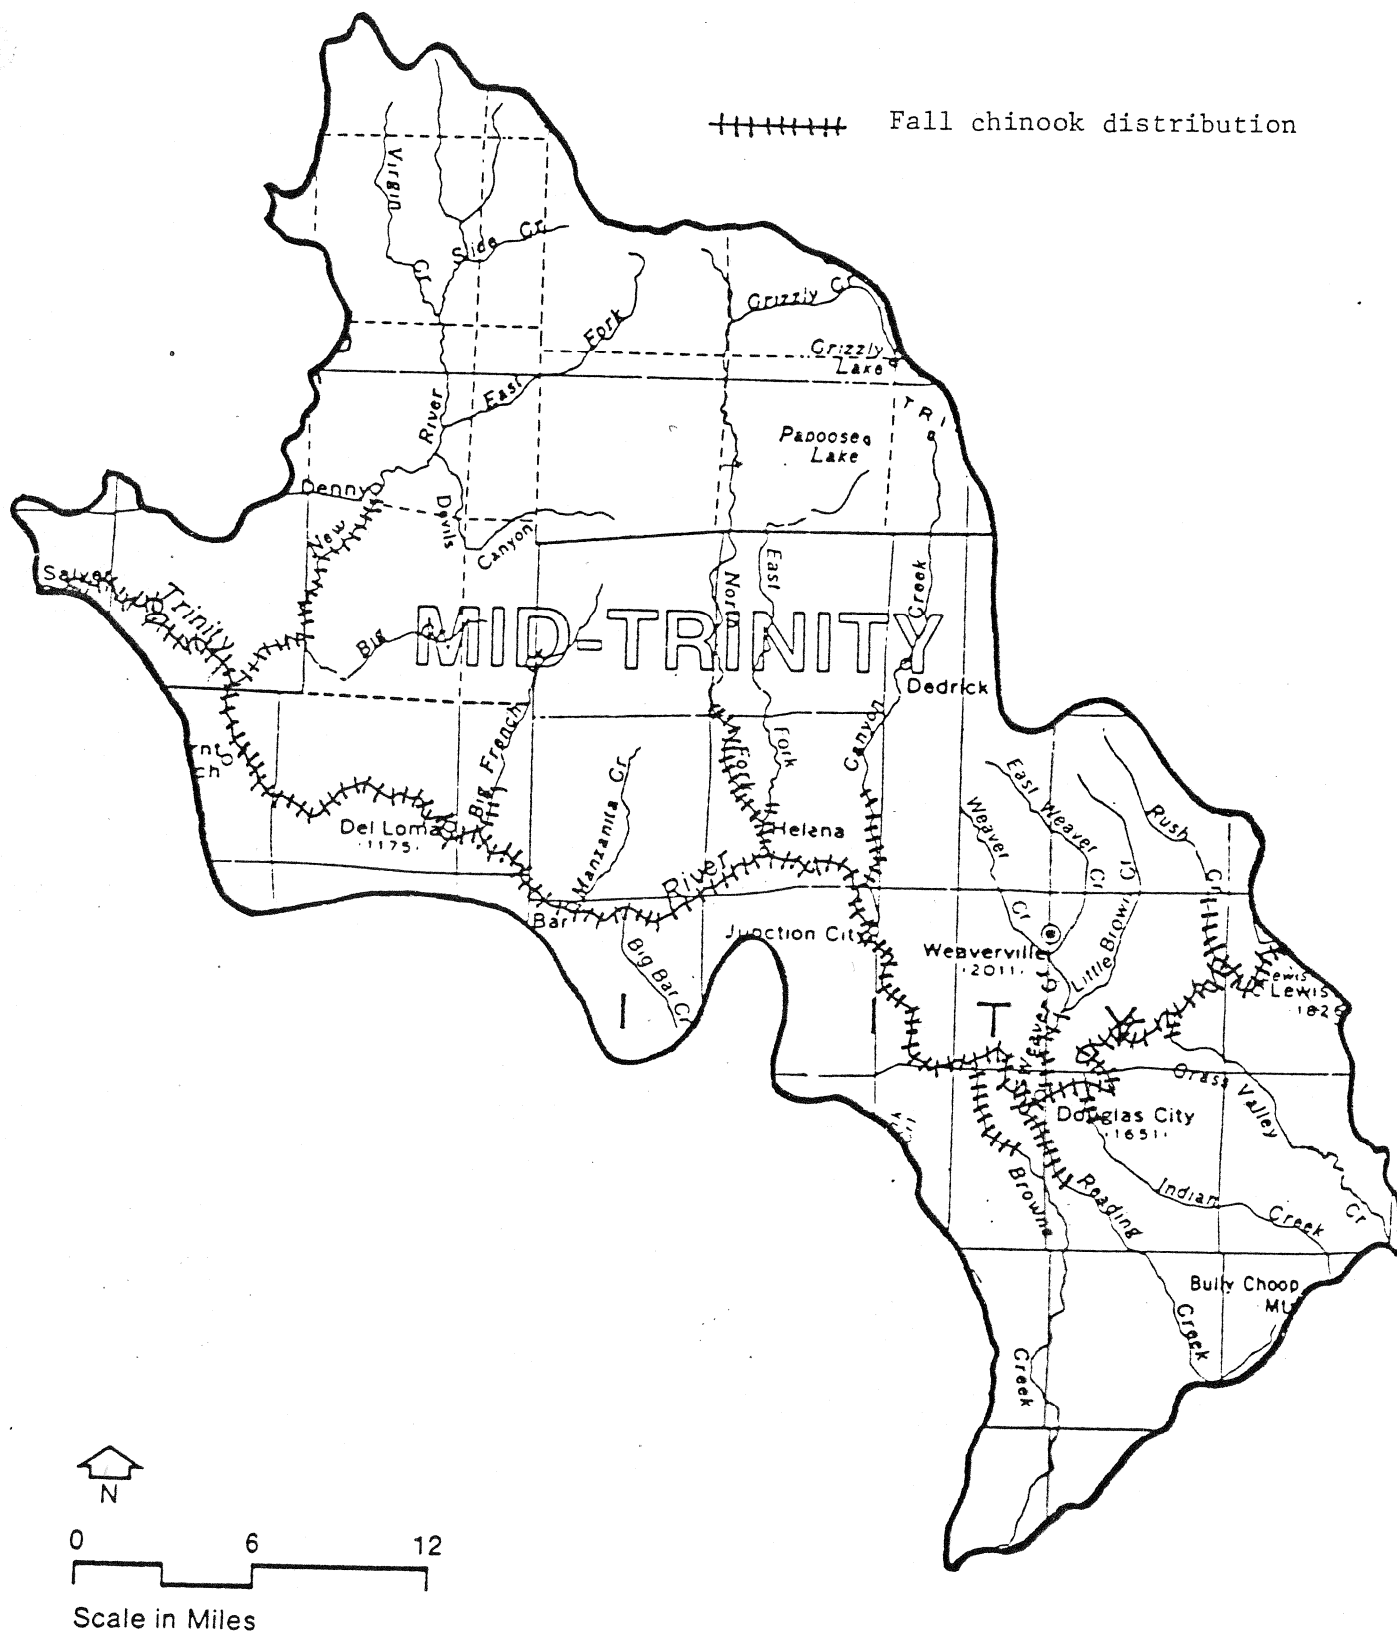 Fall chinook distribution
Virgin
Cr
Slide Cr
Grizzly Cr
Fork
Grizzly
Lake
East
River
TRI
Papoose
Lake
Denny
Devils
Canyon
New
East
North
Creek
Trinity
MID-TRINITY
Big
Dedrick
Big French
Fork
Fork
Canyon
Manzanita Cr
East Weaver Cr
Weaver
Cr
Rush
Cr
Del Loma
1175
Helena
River
Little Brown
Cr
Bar
Junction City
Weaverville
2011
Big Bar Cr
Lewis
Lewis
I
I
T
Weaver
Grass Valley
Cr
Douglas City
1651
Browns
Creek
Reading
Creek
Indian
Creek
Bully Choop
Mt
N
0 6 12
Scale in Miles